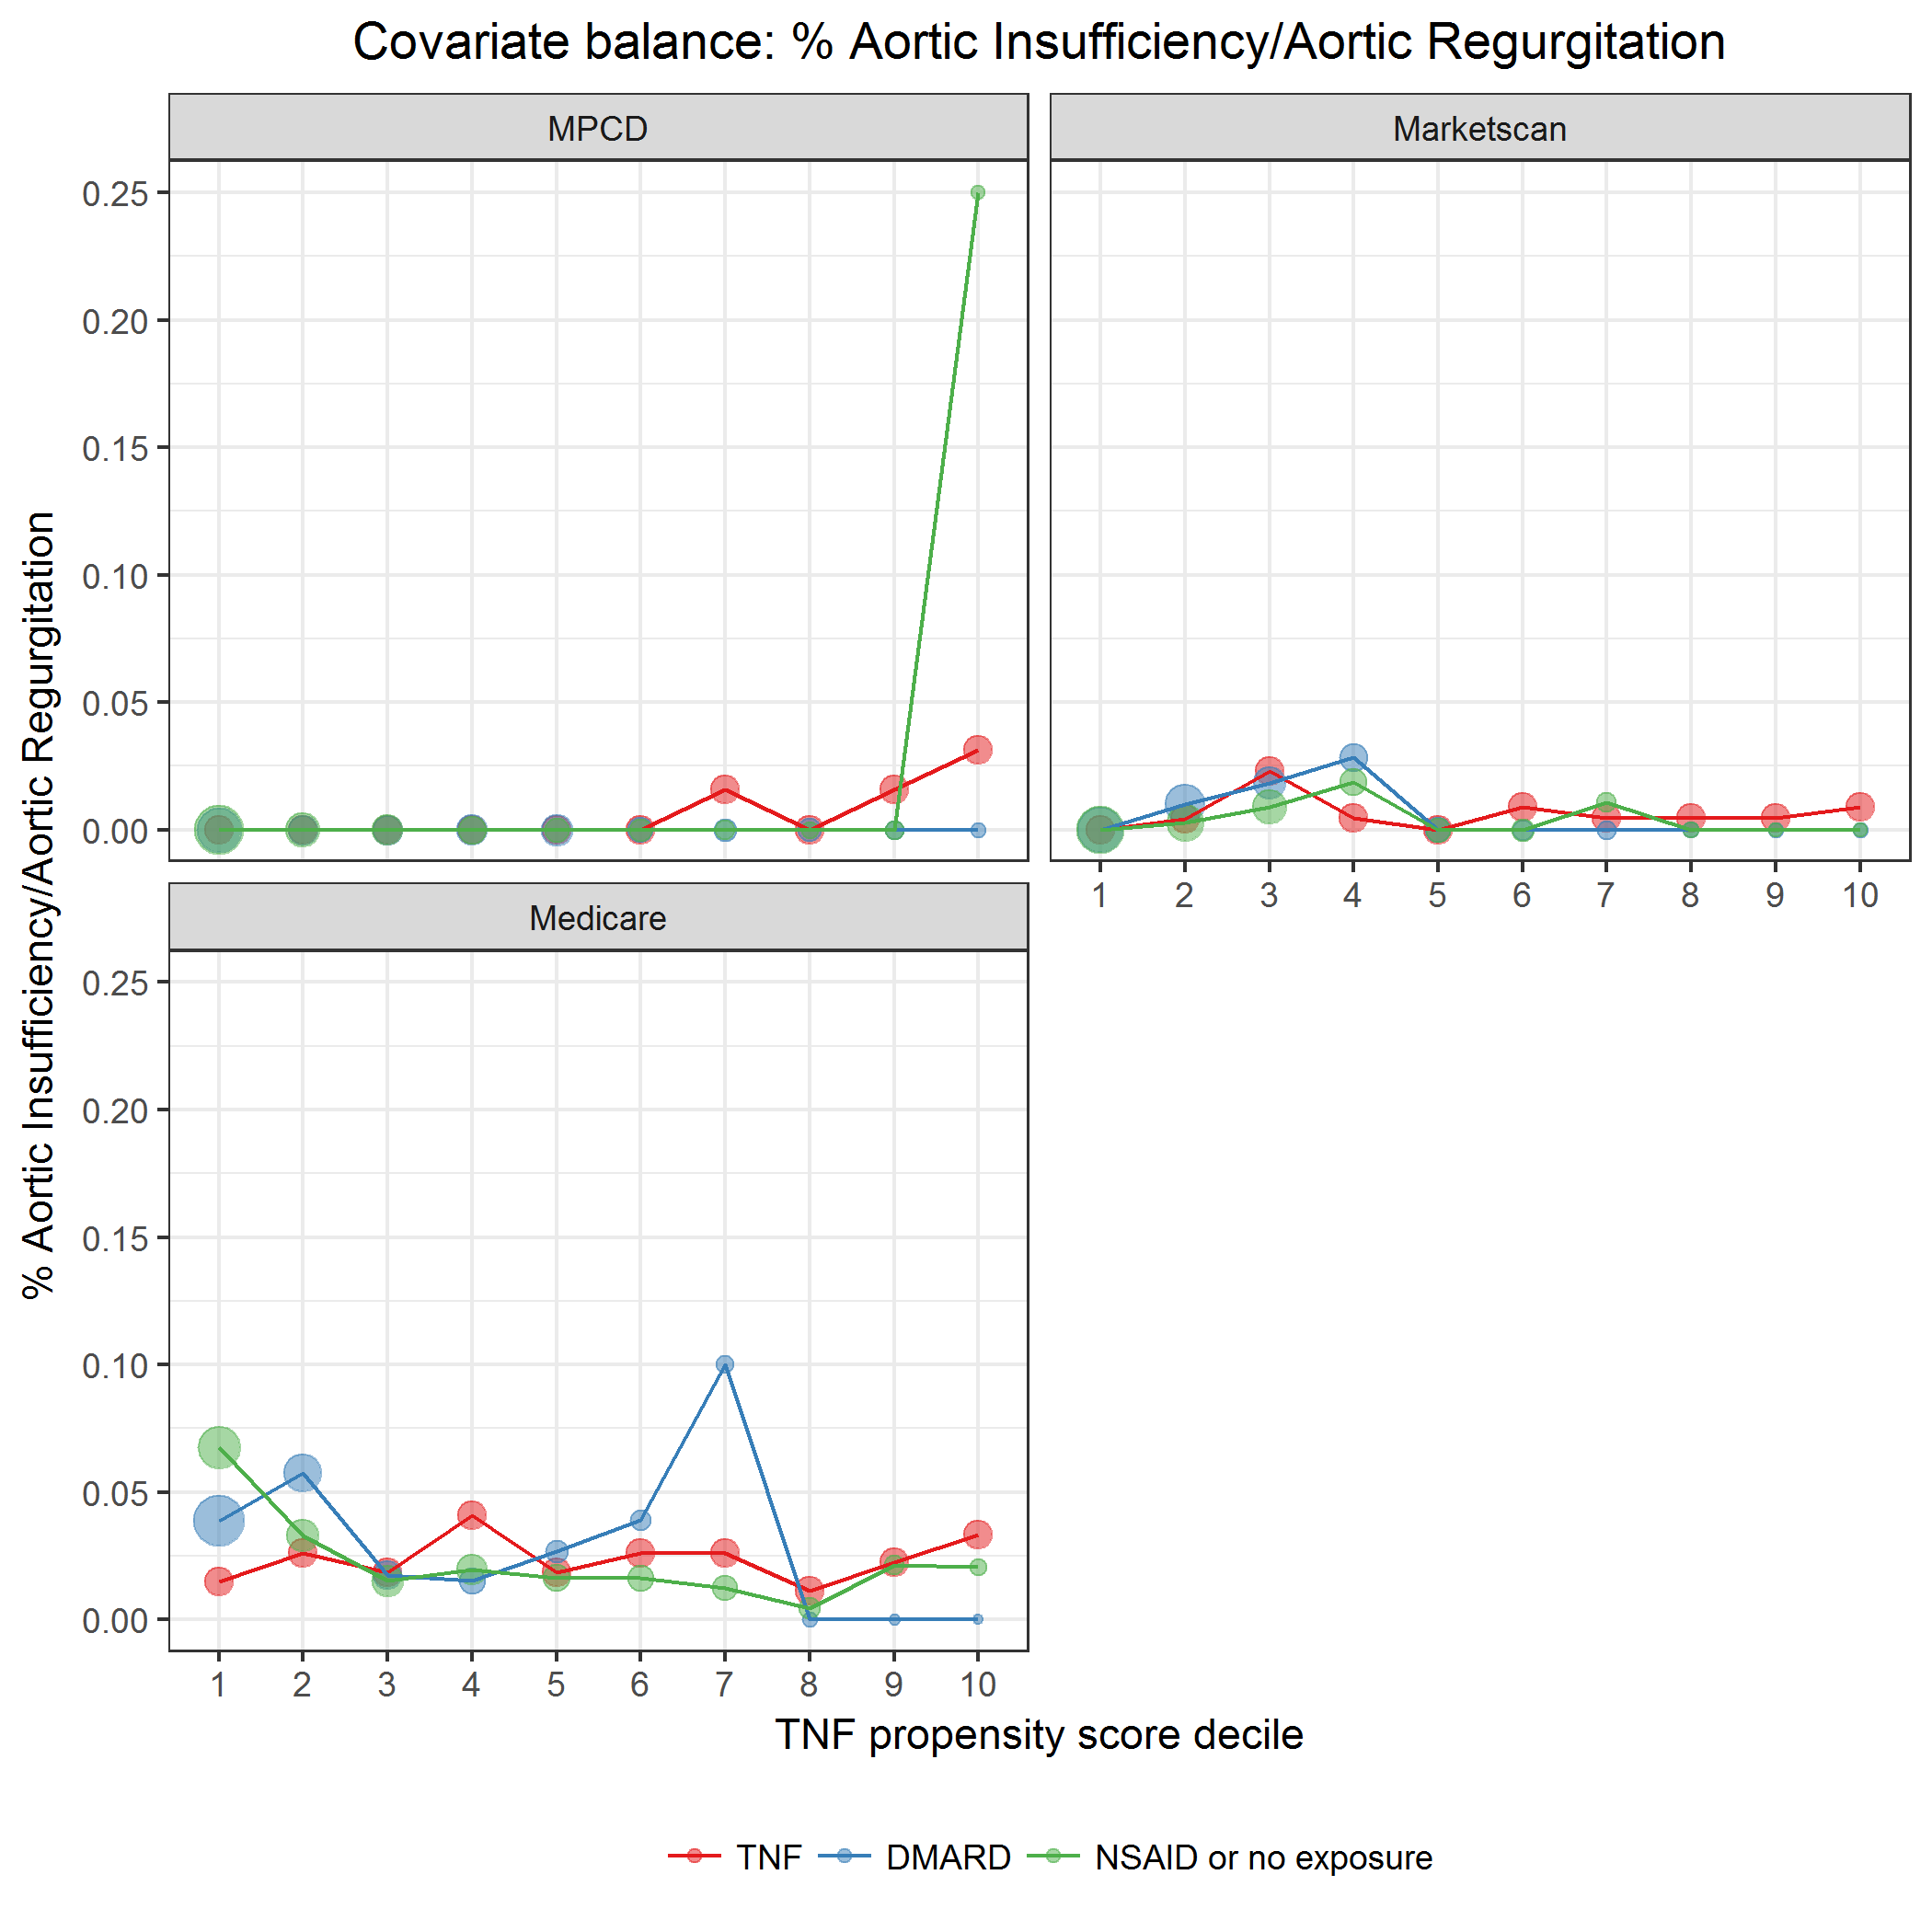 Covariate balance: % Aortic Insufficiency/Aortic Regurgitation
MPCD
Marketscan
0.25
0.20
0.15
0.10
0.05
0.00
1 2 3 4 5 6 7 8 9 10
Medicare
0.25
0.20
0.15
0.10
0.05
0.00
1 2 3 4 5 6 7 8 9 10
% Aortic Insufficiency/Aortic Regurgitation
TNF propensity score decile
TNF DMARD NSAID or no exposure